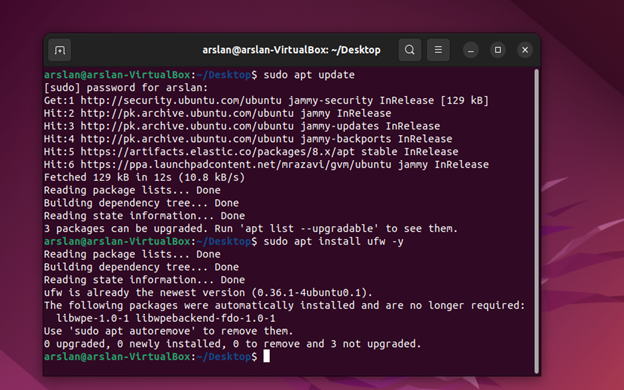 arslan@arslan-VirtualBox: ~/Desktop
arslan@arslan-VirtualBox:~/Desktop$ sudo apt update
[sudo] password for arslan:
Get:1 http://security.ubuntu.com/ubuntu jammy-security InRelease [129 kB]
Hit:2 http://pk.archive.ubuntu.com/ubuntu jammy InRelease
Hit:3 http://pk.archive.ubuntu.com/ubuntu jammy-updates InRelease
Hit:4 http://pk.archive.ubuntu.com/ubuntu jammy-backports InRelease
Hit:5 https://artifacts.elastic.co/packages/8.x/apt stable InRelease
Hit:6 https://ppa.launchpadcontent.net/mrazavi/gvm/ubuntu jammy InRelease
Fetched 129 kB in 12s (10.8 kB/s)
Reading package lists... Done
Building dependency tree... Done
Reading state information... Done
3 packages can be upgraded. Run 'apt list --upgradable' to see them.
arslan@arslan-VirtualBox:~/Desktop$ sudo apt install ufw -y
Reading package lists... Done
Building dependency tree... Done
Reading state information... Done
ufw is already the newest version (0.36.1-4ubuntu0.1).
The following packages were automatically installed and are no longer required:
  libwpe-1.0-1 libwpebackend-fdo-1.0-1
Use 'sudo apt autoremove' to remove them.
0 upgraded, 0 newly installed, 0 to remove and 3 not upgraded.
arslan@arslan-VirtualBox:~/Desktop$